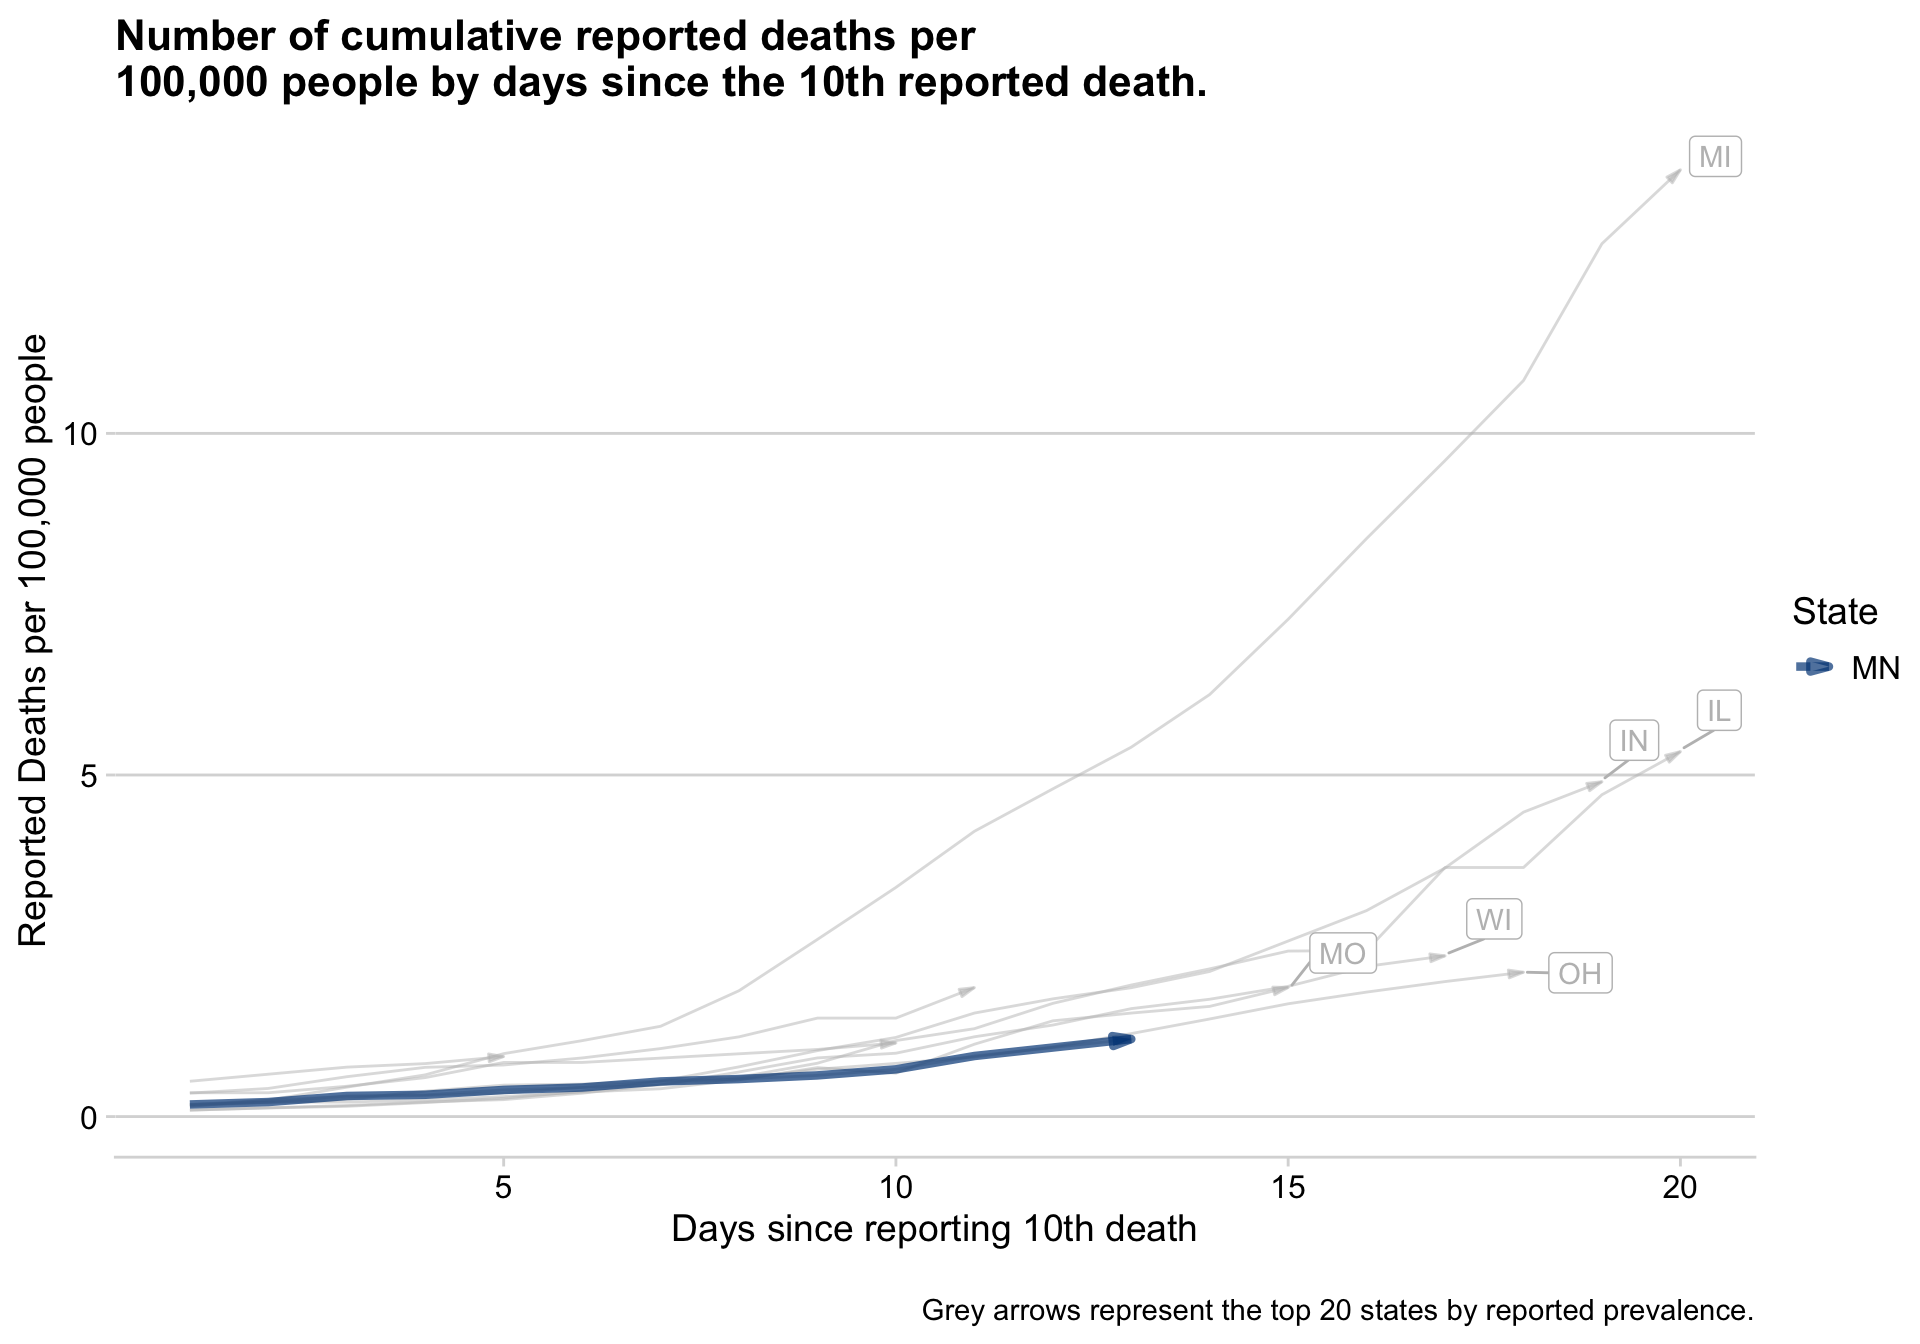 Number of cumulative reported deaths per
100,000 people by days since the 10th reported death.
MI
10
Reported Deaths per 100,000 people
State
MN
IL
IN
5
WI
MO
OH
0
5
10
15
20
Days since reporting 10th death
Grey arrows represent the top 20 states by reported prevalence.